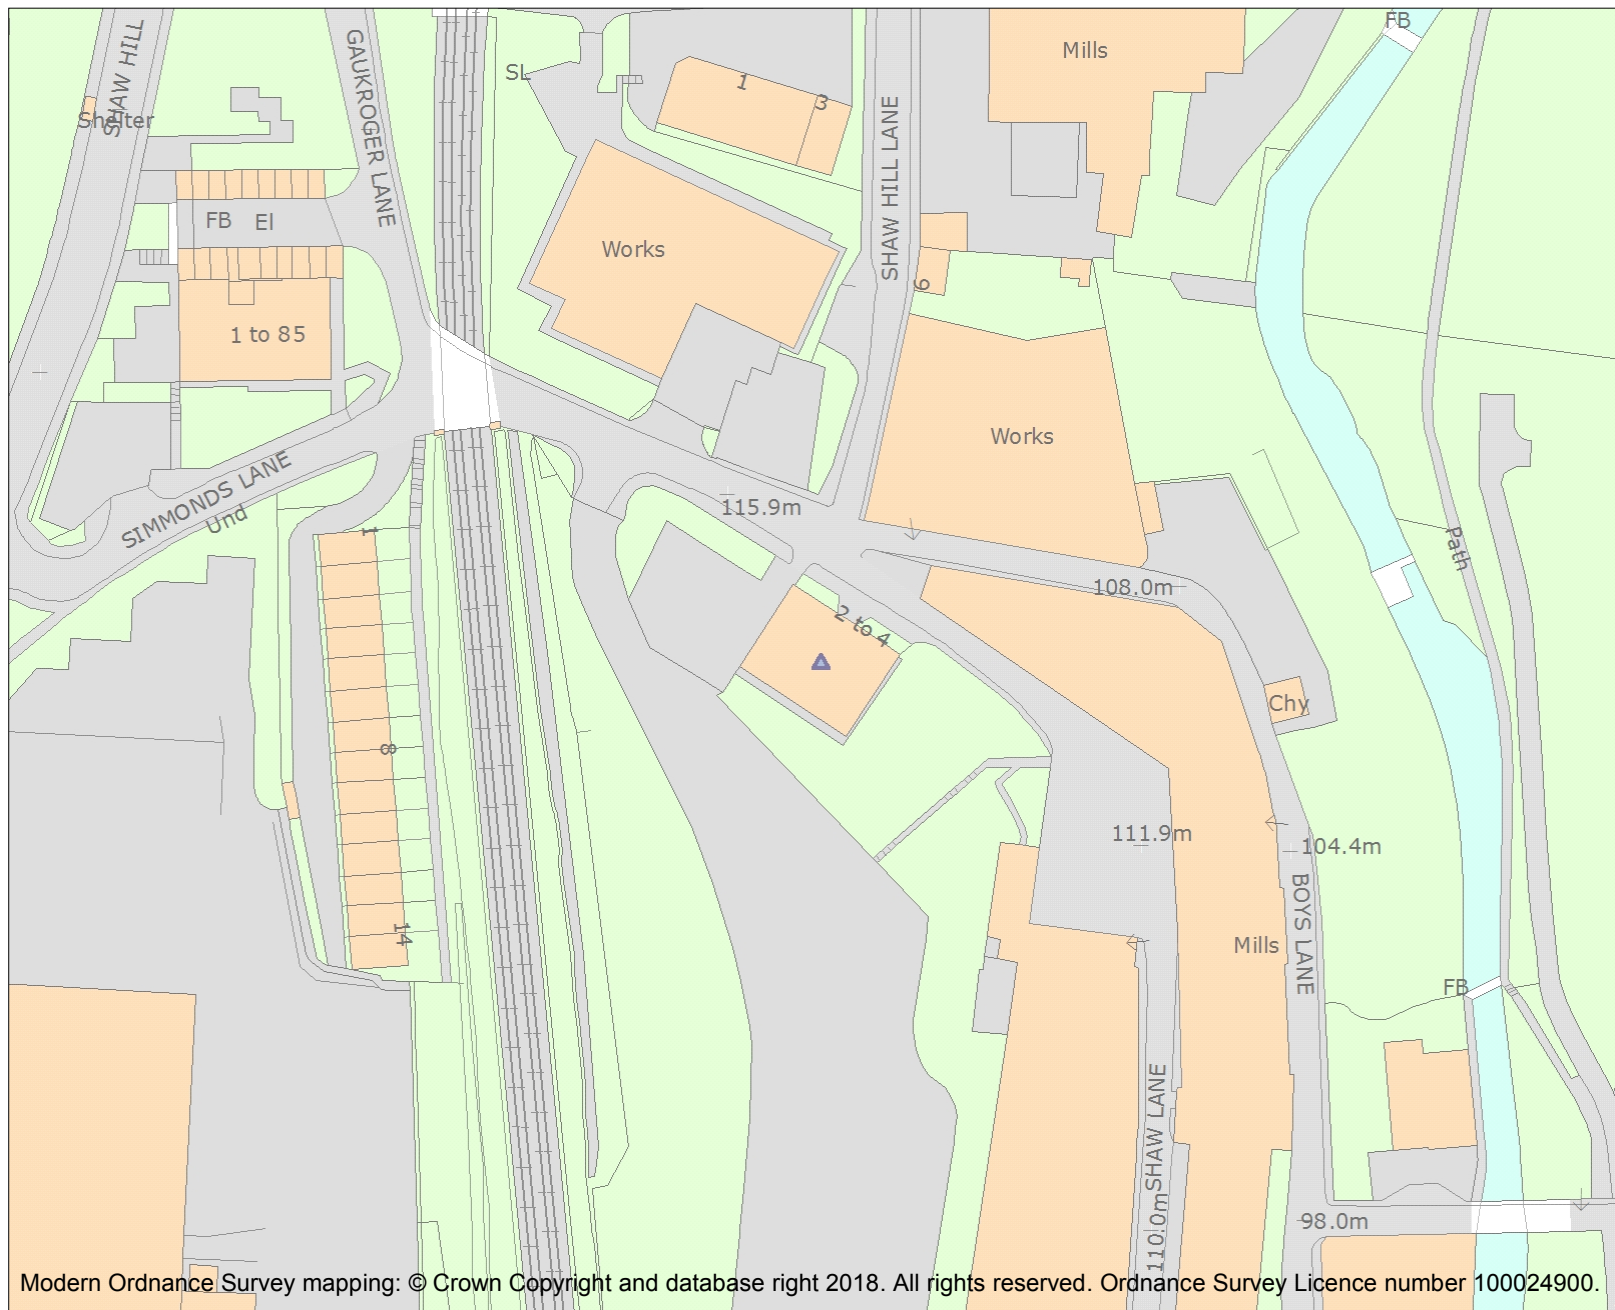 SHAW HILL
GAUKROGER LANE
FB
SL
1
3
Mills
Shelter
SHAW HILL LANE
FB
El
Works
9
1 to 85
Works
SIMMONDS LANE
Und
115.9m
1
Path
108.0m
2 to 4
Chy
8
111.9m
104.4m
BOYS LANE
14
Mills
FB
SHAW LANE
110.0m
98.0m
Modern Ordnance Survey mapping: © Crown Copyright and database right 2018. All rights reserved. Ordnance Survey Licence number 100024900.